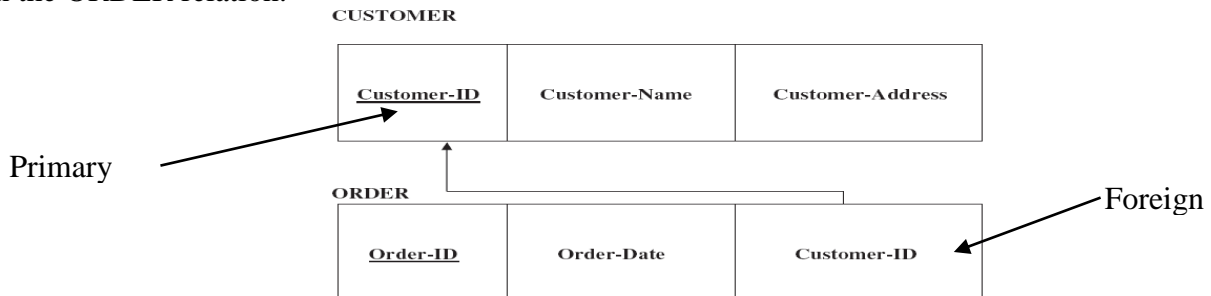 the ORDER relation.
CUSTOMER
Customer-ID Customer-Name Customer-Address
Primary
ORDER
Foreign
Order-ID Order-Date Customer-ID